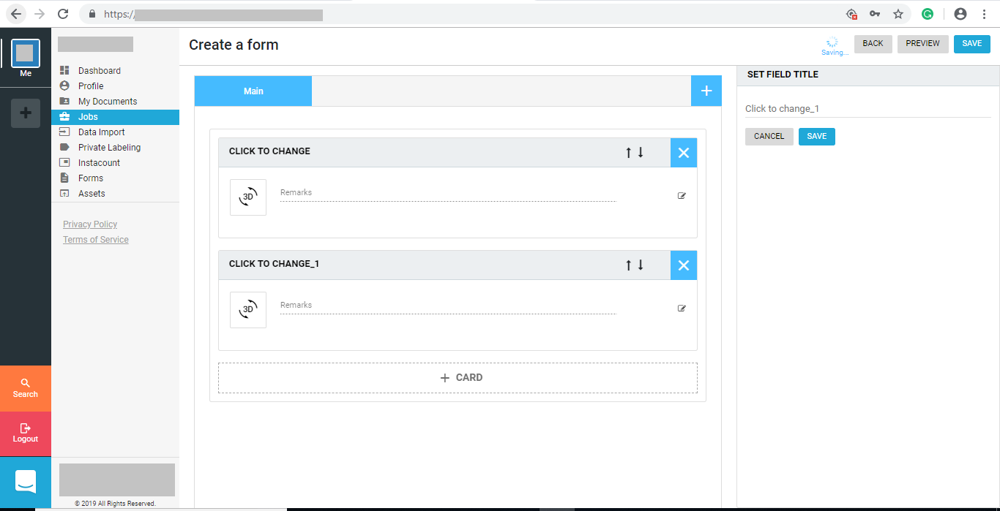 https:/
Create a form
Saving...
BACK
PREVIEW
SAVE
Me
Dashboard
Profile
My Documents
Jobs
Data Import
Private Labeling
Instacount
Forms
Assets
Privacy Policy
Terms of Service
Search
Logout
© 2019 All Rights Reserved.
Main
+
CLICK TO CHANGE
3D
Remarks
CLICK TO CHANGE_1
3D
Remarks
+ CARD
SET FIELD TITLE
Click to change_1
CANCEL
SAVE